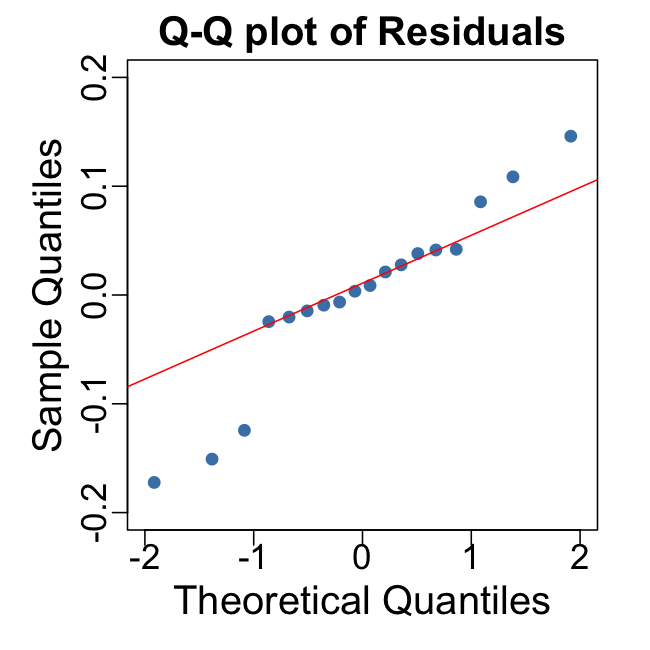 Q-Q plot of Residuals
Sample Quantiles
0.2
0.1
0.0
-0.1
-0.2
-2 -1 0 1 2
Theoretical Quantiles